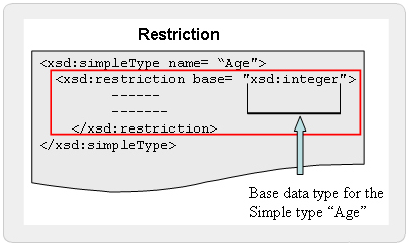 Restriction
<xsd:simpleType name= “Age”>
<xsd:restriction base= "xsd:integer">
------
-------
</xsd:restriction>
</xsd:simpleType>
Base data type for the
Simple type “Age”